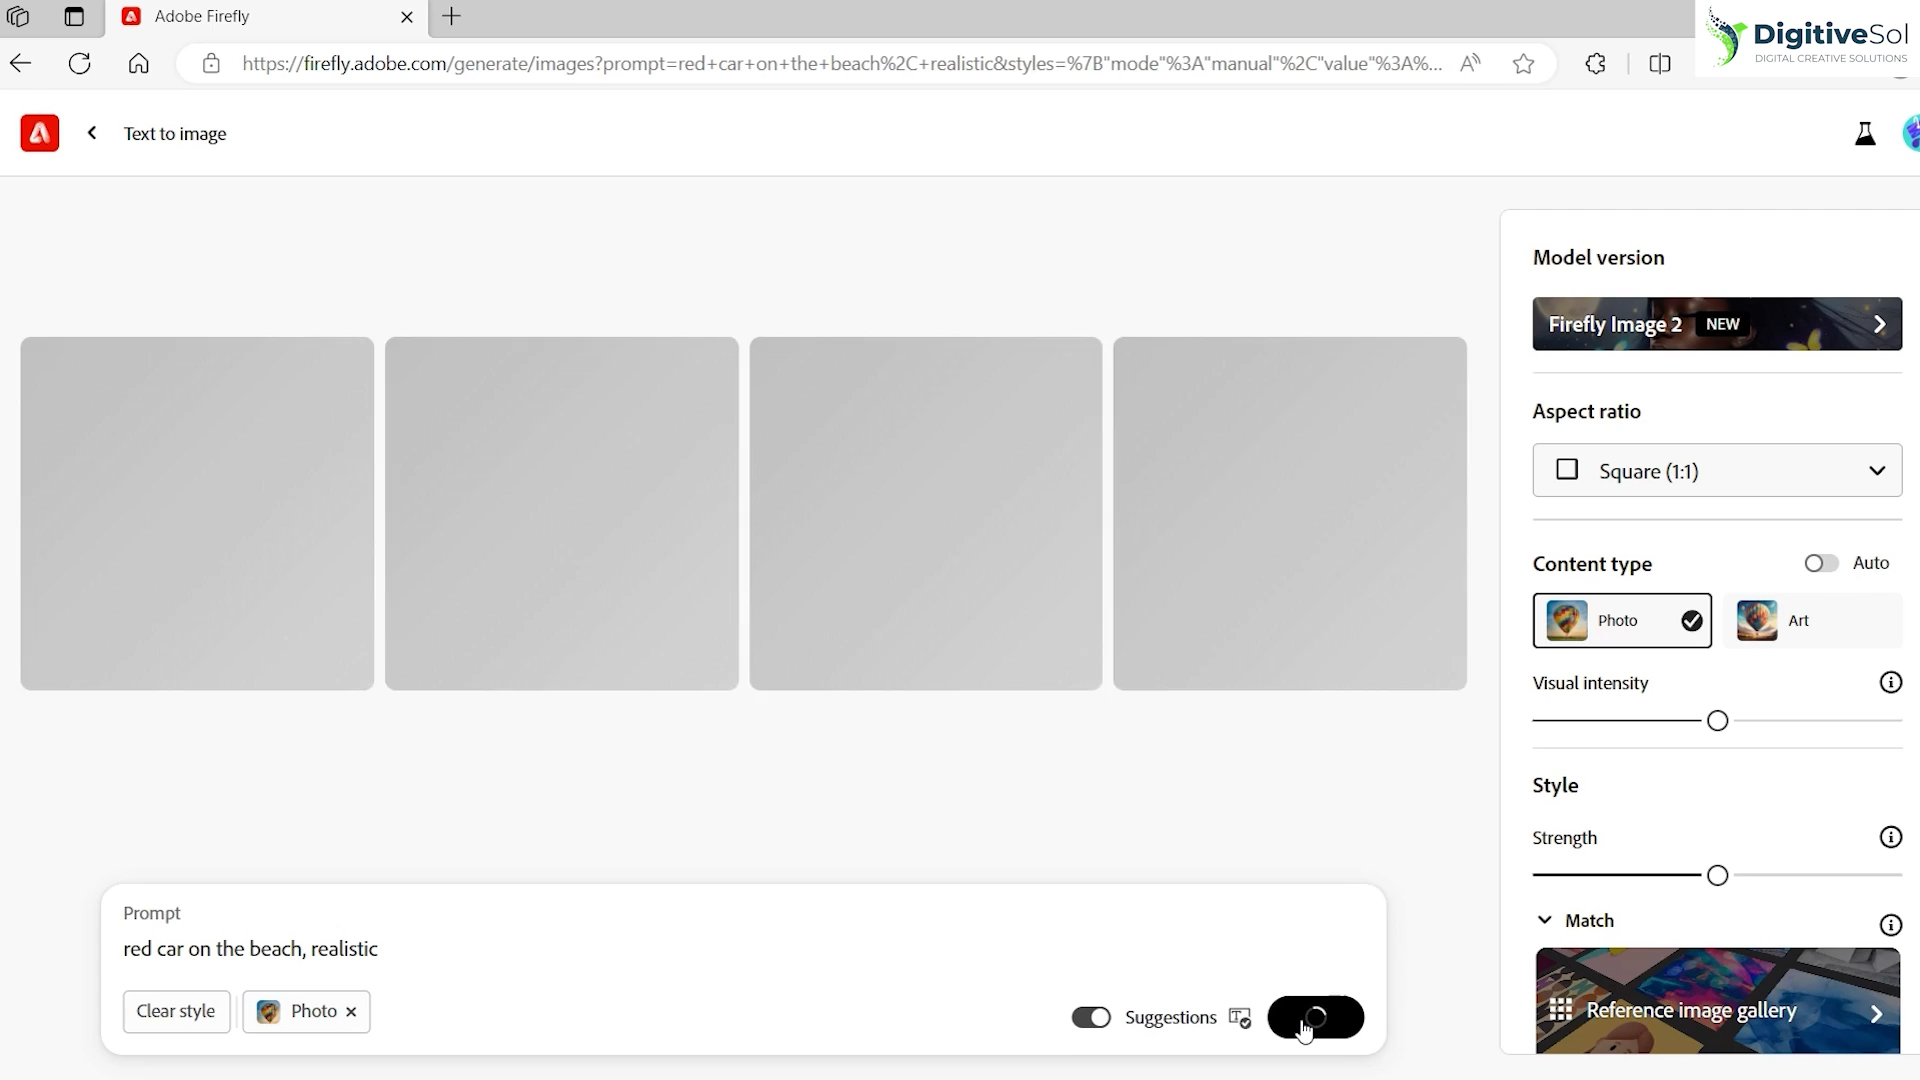 Adobe Firefly
DigitiveSol
DIGITAL CREATIVE SOLUTIONS
https://firefly.adobe.com/generate/images?prompt=red+car+on+the+beach%2C+realistic&styles=%7B"mode"%3A"manual"%2C"value"%3A%...
Text to image
Model version
Firefly Image 2 NEW
Aspect ratio
Square (1:1)
Content type Auto
Photo Art
Visual intensity
Style
Strength
Match
Reference image gallery
Prompt
red car on the beach, realistic
Clear style Photo Suggestions